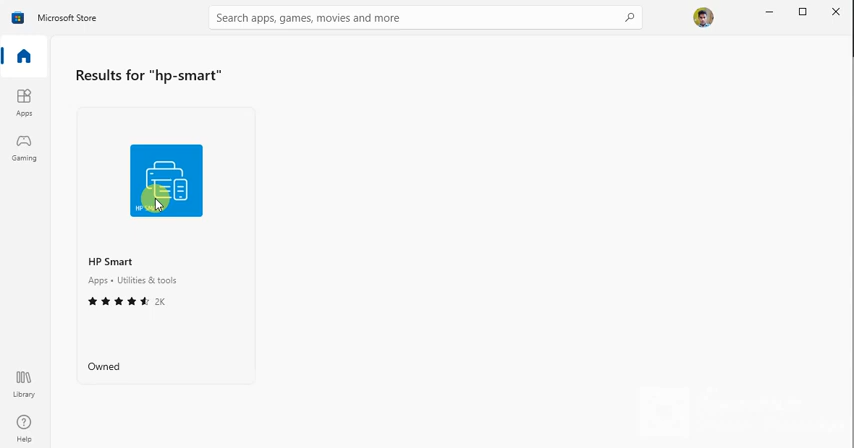 Microsoft Store
Search apps, games, movies and more
Results for "hp-smart"
Apps
Gaming
HP Smart
Apps • Utilities & tools
2K
Owned
Library
Help